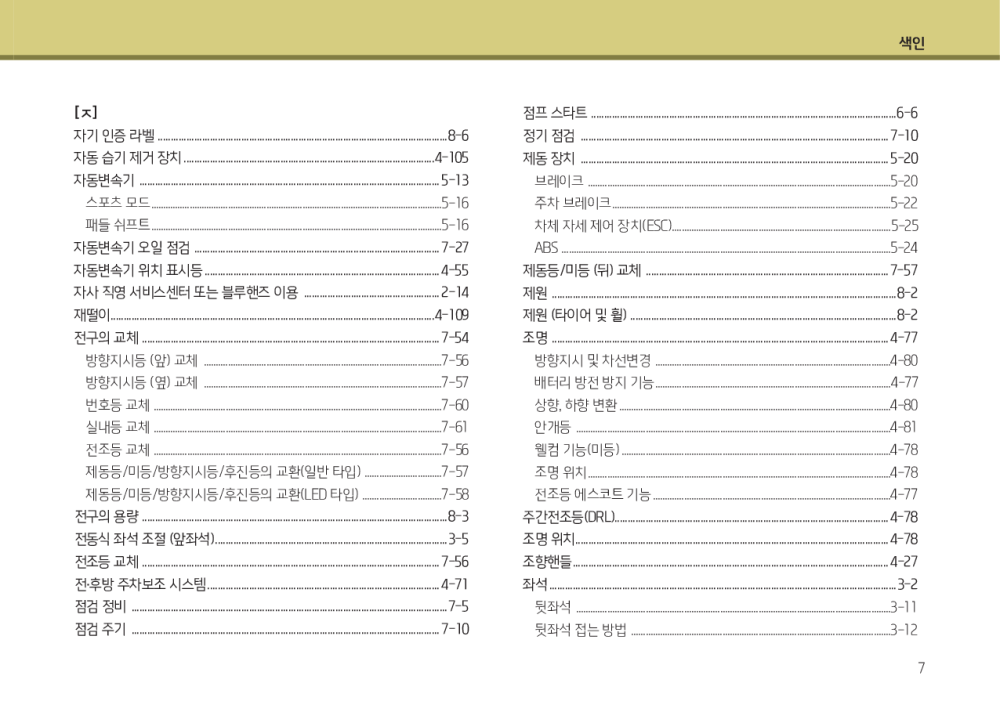 색인
[ㅈ]
자기 인증 라벨 8-6
자동 습기 제거 장치 4-105
자동변속기 5-13
스포츠 모드 5-16
패들 쉬프트 5-16
자동변속기 오일 점검 7-27
자동변속기 위치 표시등 4-55
자사 직영 서비스센터 또는 블루핸즈 이용 2-14
재떨이 4-109
전구의 교체 7-54
방향지시등 (앞) 교체 7-56
방향지시등 (옆) 교체 7-57
번호등 교체 7-60
실내등 교체 7-61
전조등 교체 7-56
제동등/미등/방향지시등/후진등의 교환(일반 타입) 7-57
제동등/미등/방향지시등/후진등의 교환(LED 타입) 7-58
전구의 용량 8-3
전동식 좌석 조절 (앞좌석) 3-5
전조등 교체 7-56
전·후방 주차보조 시스템 4-71
점검 정비 7-5
점검 주기 7-10
점프 스타트 6-6
정기 점검 7-10
제동 장치 5-20
브레이크 5-20
주차 브레이크 5-22
차체 자세 제어 장치(ESC) 5-25
ABS 5-24
제동등/미등 (뒤) 교체 7-57
제원 8-2
제원 (타이어 및 휠) 8-2
조명 4-77
방향지시 및 차선변경 4-80
배터리 방전 방지 기능 4-77
상향, 하향 변환 4-80
안개등 4-81
웰컴 기능(미등) 4-78
조명 위치 4-78
전조등 에스코트 기능 4-77
주간전조등(DRL) 4-78
조명 위치 4-78
조향핸들 4-27
좌석 3-2
뒷좌석 3-11
뒷좌석 접는 방법 3-12
7